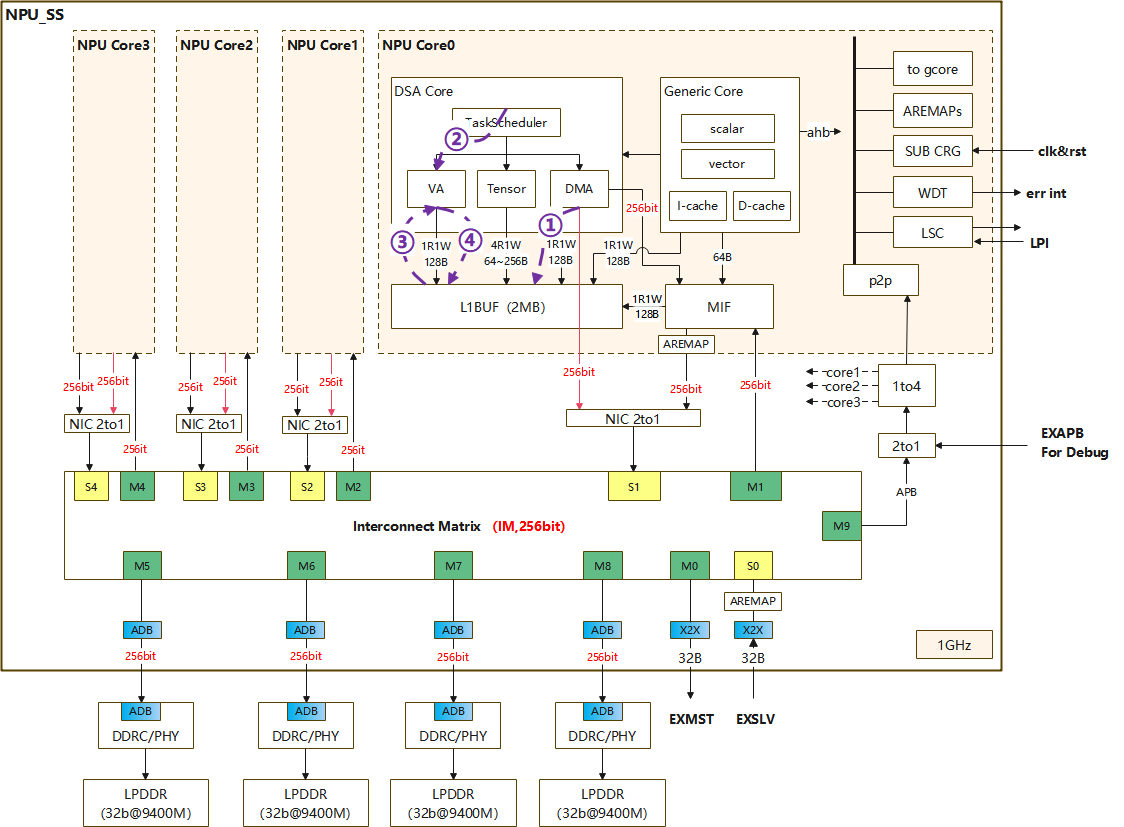 NPU_SS
NPU Core3
NPU Core2
NPU Core1
NPU Core0
DSA Core
TaskScheduler
②
VA
Tensor
DMA
①
③
④
1R1W
128B
4R1W
64~256B
1R1W
128B
256bit
1R1W
128B
64B
Generic Core
scalar
vector
I-cache
D-cache
ahb
to gcore
AREMAPs
SUB CRG
clk&rst
WDT
err int
LSC
LPI
p2p
L1BUF（2MB）
1R1W
128B
MIF
AREMAP
256bit
256bit
256it
256it
256it
256it
256bit
256bit
256bit
core1
core2
core3
1to4
NIC 2to1
NIC 2to1
NIC 2to1
NIC 2to1
256it
256it
256it
2to1
EXAPB
For Debug
APB
S4
M4
S3
M3
S2
M2
S1
M1
Interconnect Matrix （IM,256bit）
M9
M5
M6
M7
M8
M0
S0
AREMAP
ADB
ADB
ADB
ADB
X2X
X2X
256bit
256bit
256bit
256bit
32B
32B
1GHz
ADB
DDRC/PHY
ADB
DDRC/PHY
ADB
DDRC/PHY
ADB
DDRC/PHY
EXMST
EXSLV
LPDDR
(32b@9400M)
LPDDR
(32b@9400M)
LPDDR
(32b@9400M)
LPDDR
(32b@9400M)